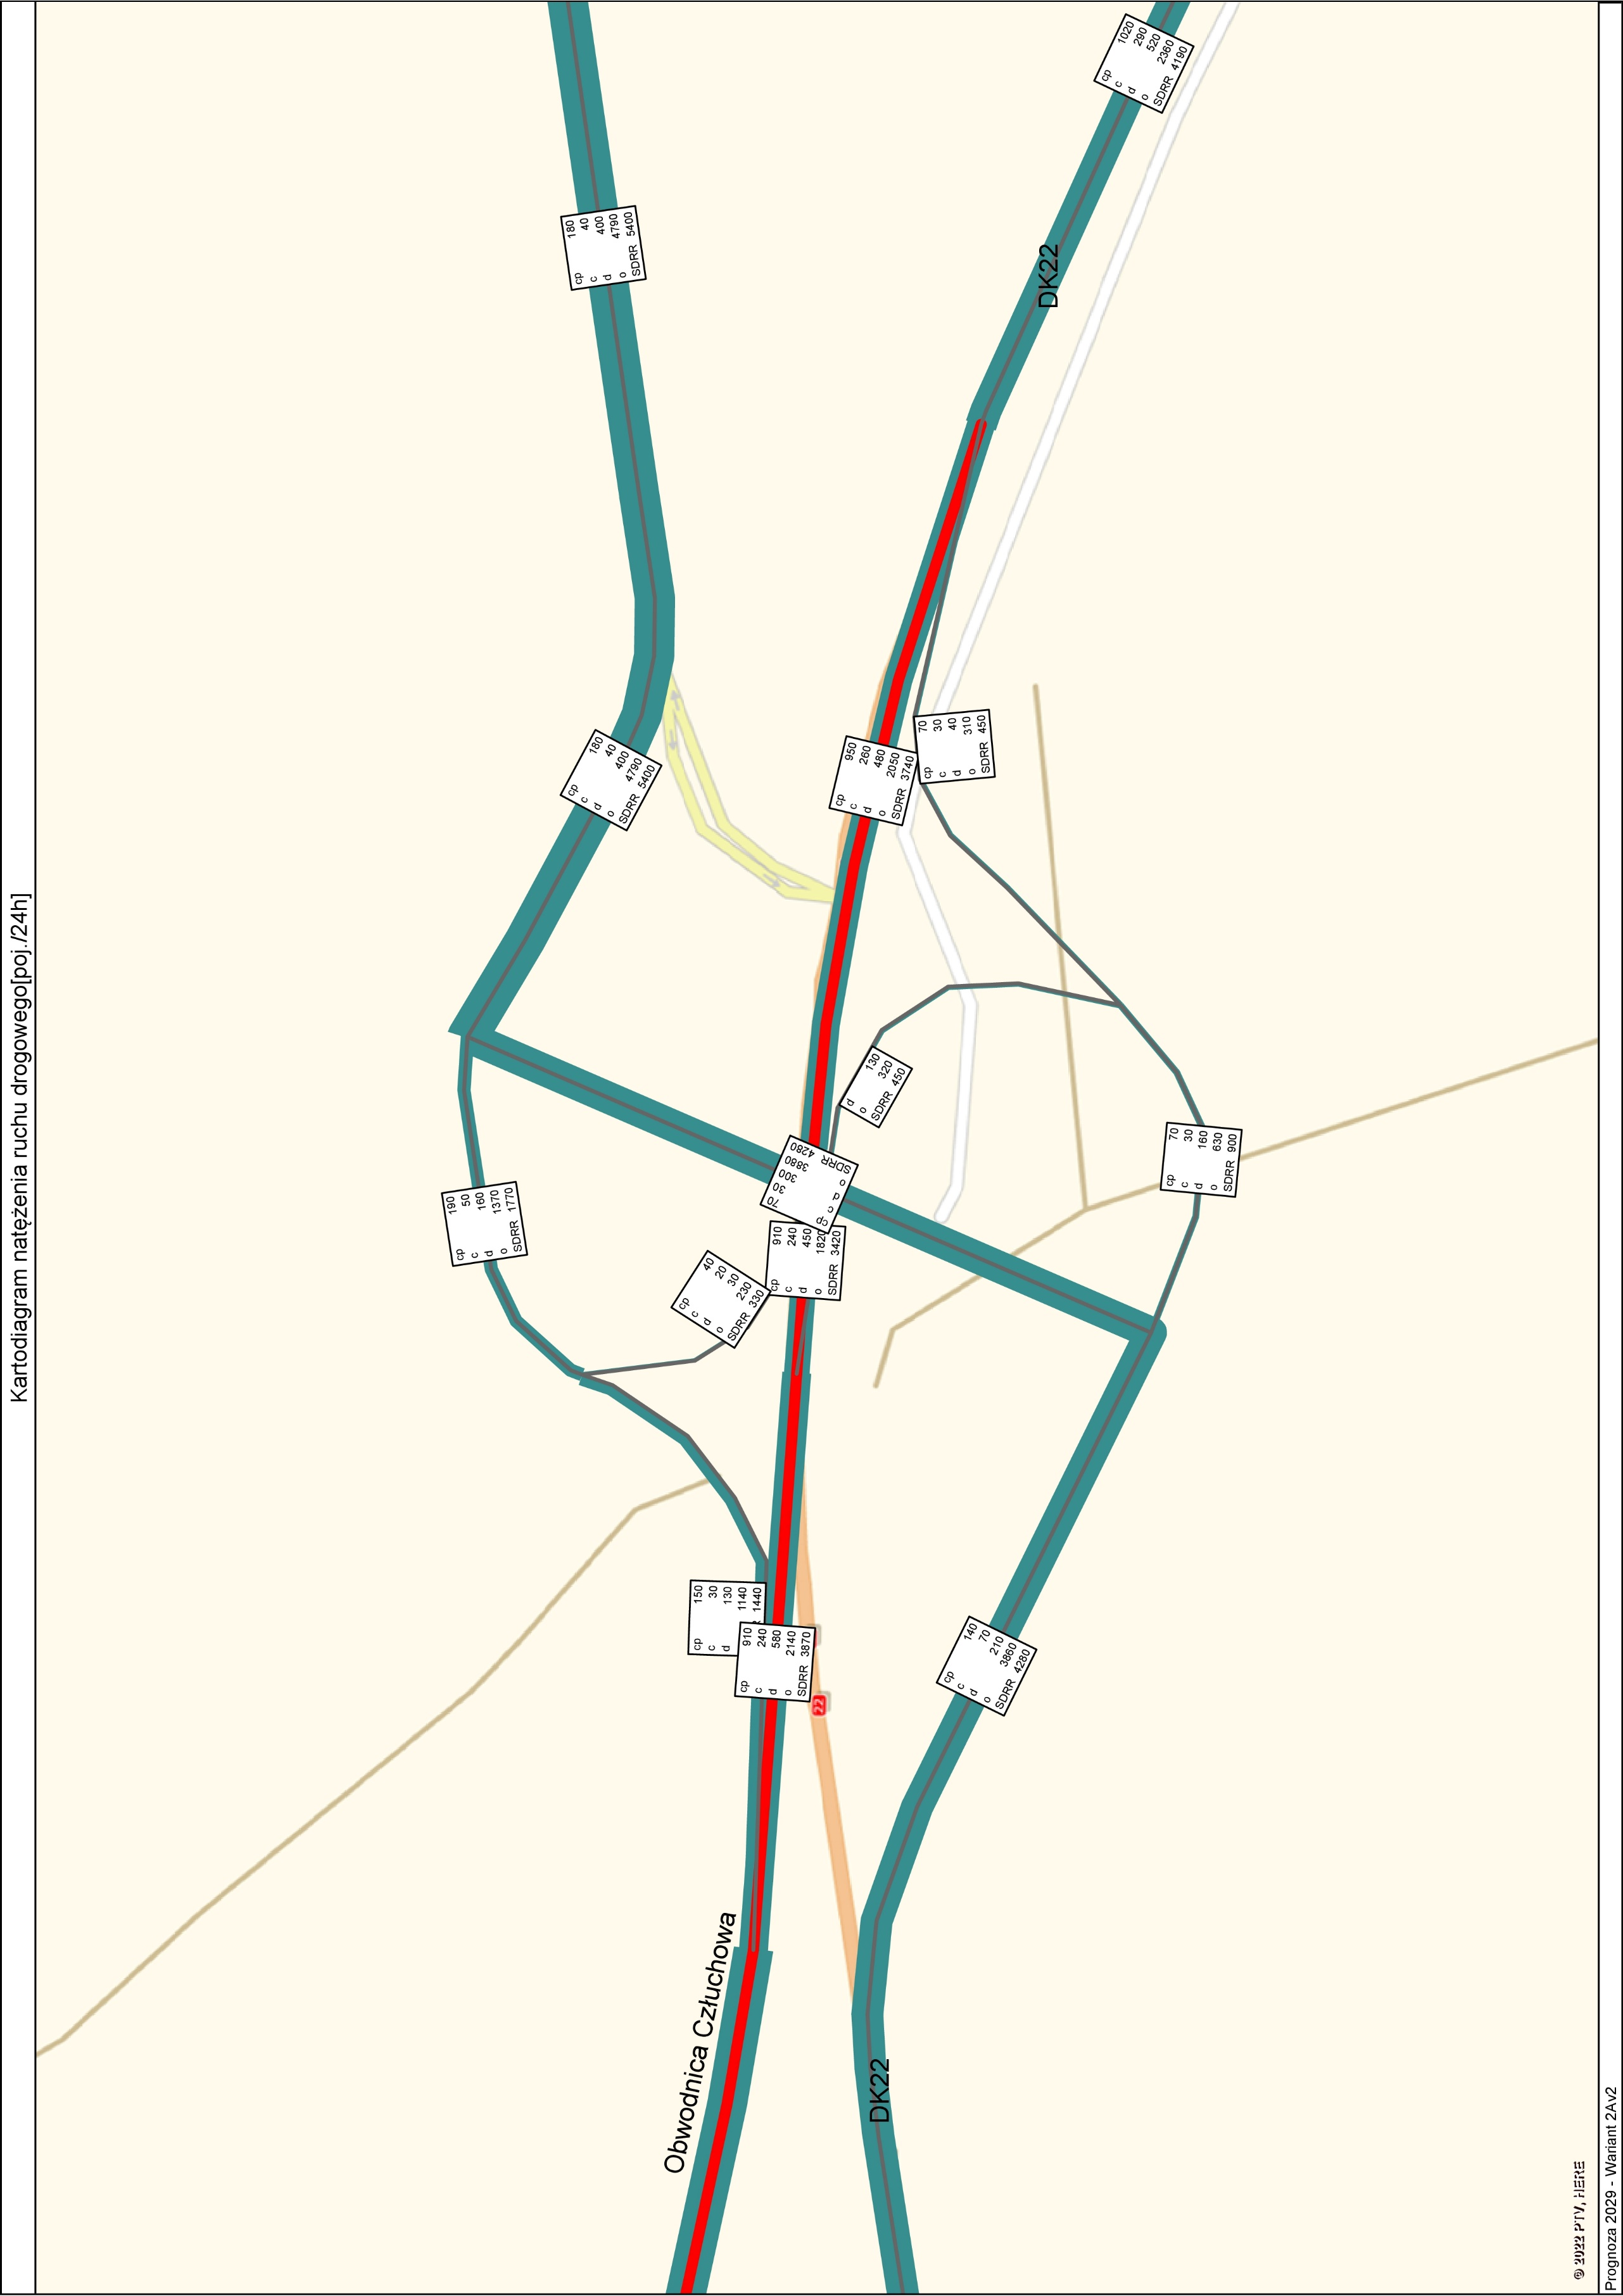 Kartodiagram natężenia ruchu drogowego[poj./24h]
cp 180
c 40
d 400
o 4790
SDRR 5400
cp 1020
c 290
d 520
o 2360
SDRR 4190
DK22
cp 180
c 40
d 400
o 4790
SDRR 5400
cp 950
c 260
d 480
o 2050
SDRR 3740
cp 70
c 30
d 40
o 310
SDRR 450
d 130
o 320
SDRR 450
cp 70
c 30
d 300
o 3880
SDRR 4280
cp 70
c 30
d 160
o 630
SDRR 900
cp 190
c 50
d 160
o 1370
SDRR 1770
cp 910
c 240
d 450
o 1820
SDRR 3420
cp 40
c 20
d 30
o 230
SDRR 330
cp 150
c 30
d 130
1140
1440
cp 910
c 240
d 580
o 2140
SDRR 3870
22
cp 140
c 70
d 210
o 3860
SDRR 4280
Obwodnica Człuchowa
DK22
© 2022 PTV, HERE
Prognoza 2029 - Wariant 2Av2